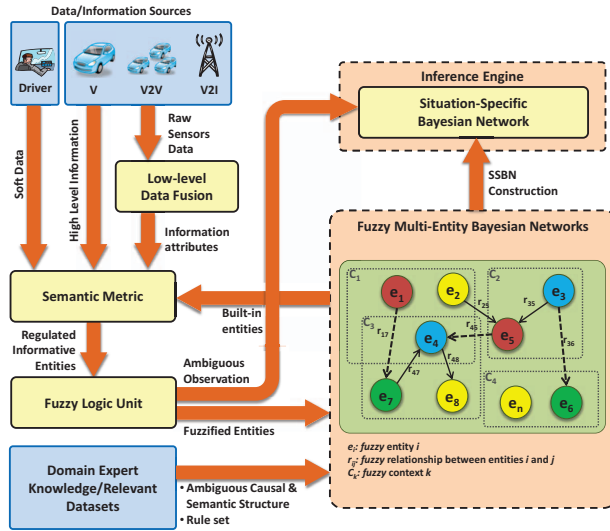 Data/Information Sources
Driver
V
V2V
V2I
Raw
Sensors
Data
Soft Data
High Level Information
Low-level
Data Fusion
Information
attributes
Semantic Metric
Regulated
Informative
Entities
Built-in
entities
Ambiguous
Observation
Fuzzy Logic Unit
Fuzzified Entities
Domain Expert
Knowledge/Relevant
Datasets
• Ambiguous Causal &
Semantic Structure
• Rule set
Inference Engine
Situation-Specific
Bayesian Network
SSBN
Construction
Fuzzy Multi-Entity Bayesian Networks
C1
C2
C3
C4
e1
e2
e3
e4
e5
e6
e7
e8
en
r25
r35
r45
r17
r36
r47
r48
ei: fuzzy entity i
rij: fuzzy relationship between entities i and j
Ck: fuzzy context k